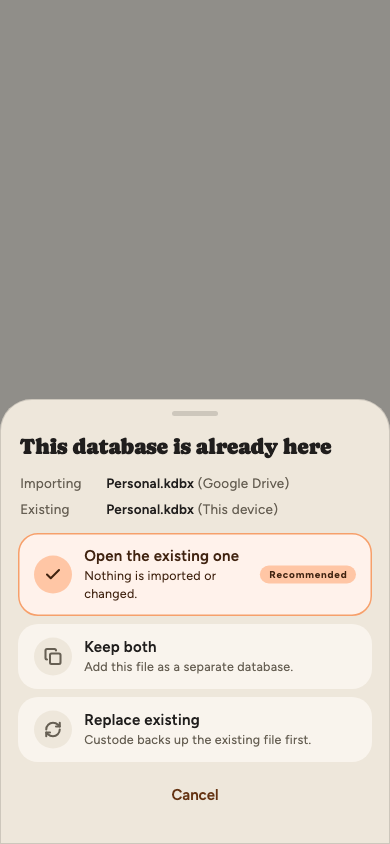 This database is already here
Importing Personal.kdbx (Google Drive)
Existing Personal.kdbx (This device)
Open the existing one
Nothing is imported or
changed.
Recommended
Keep both
Add this file as a separate database.
Replace existing
Custode backs up the existing file first.
Cancel